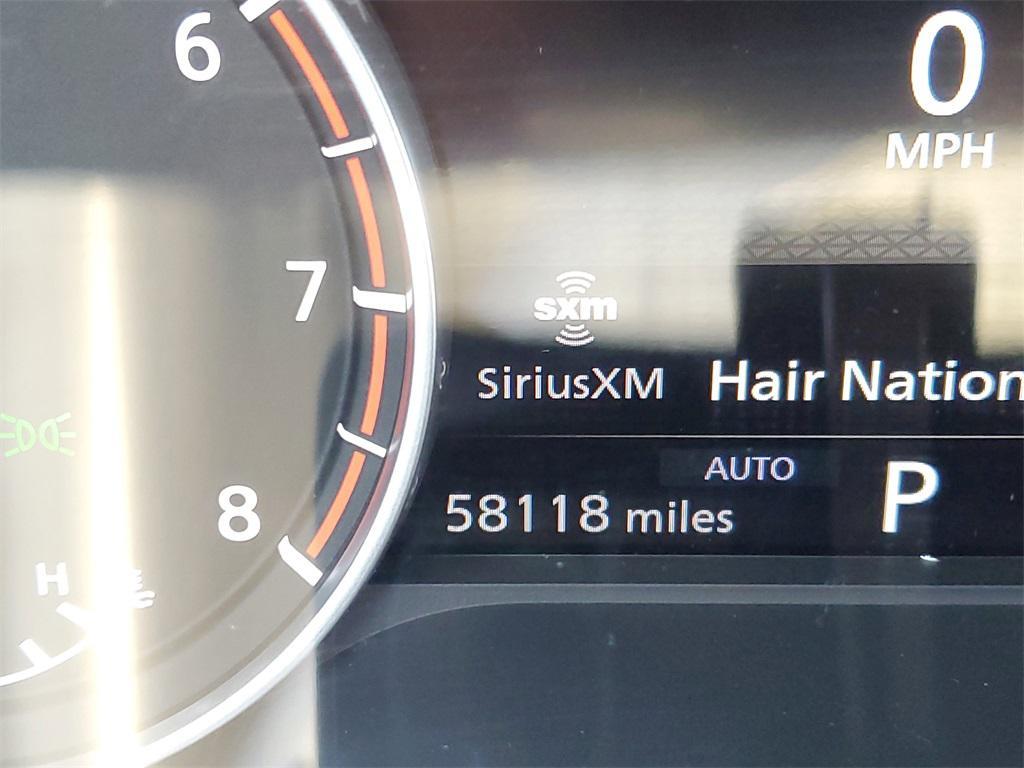 6
0
MPH
7
sxm
SiriusXM Hair Nation
AUTO
P
58118 miles
8
H